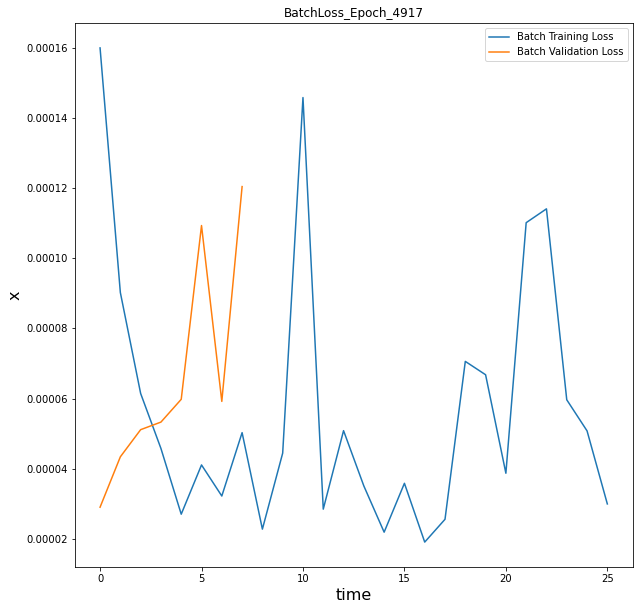 BatchLoss_Epoch_4917
Batch Training Loss
Batch Validation Loss
0.00016
0.00014
0.00012
0.00010
0.00008
0.00006
0.00004
0.00002
x
0 5 10 15 20 25
time